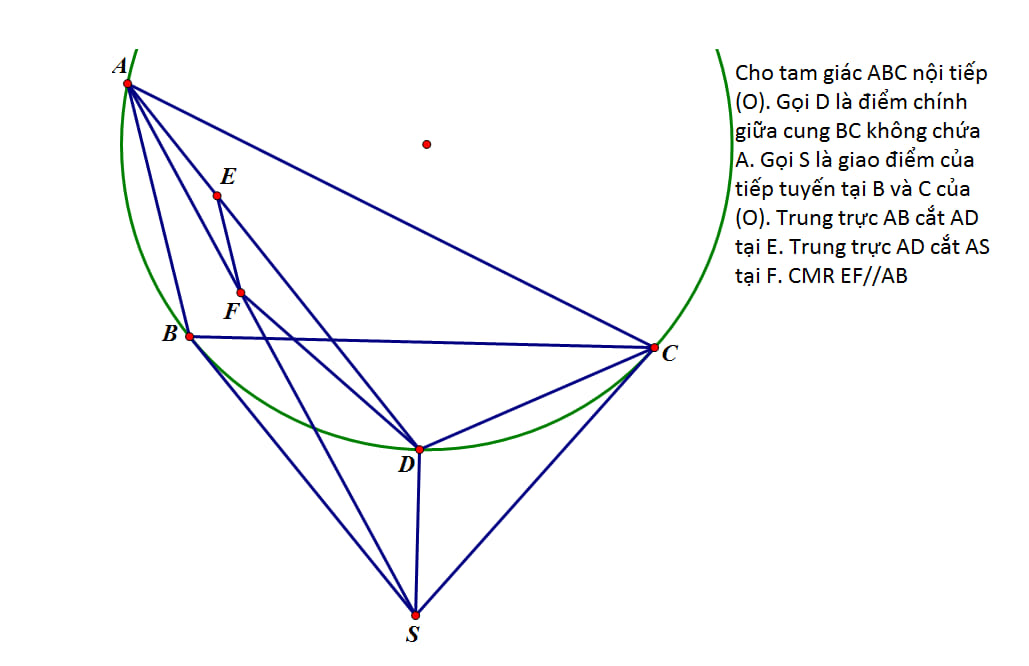 A
E
F
B
C
D
S
Cho tam giác ABC nội tiếp
(O). Gọi D là điểm chính
giữa cung BC không chứa
A. Gọi S là giao điểm của
tiếp tuyến tại B và C của
(O). Trung trực AB cắt AD
tại E. Trung trực AD cắt AS
tại F. CMR EF//AB